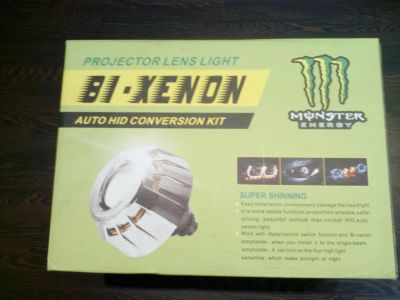 PROJECTOR LENS LIGHT
BI-XENON
AUTO HID CONVERSION KIT
MONSTER
ENERGY
SUPER SHINNING
Easy installation, unnecessary damage the headlight
It is more stable function, proportion shadow safer
driving, beautiful outlook than normal HID auto
xenon light
Work with digital control switch function and Bi-xenon
lampholder, when you install it to the single-beam
lampholder, it can turn on the four high light
sametime, which make sunlight at night.